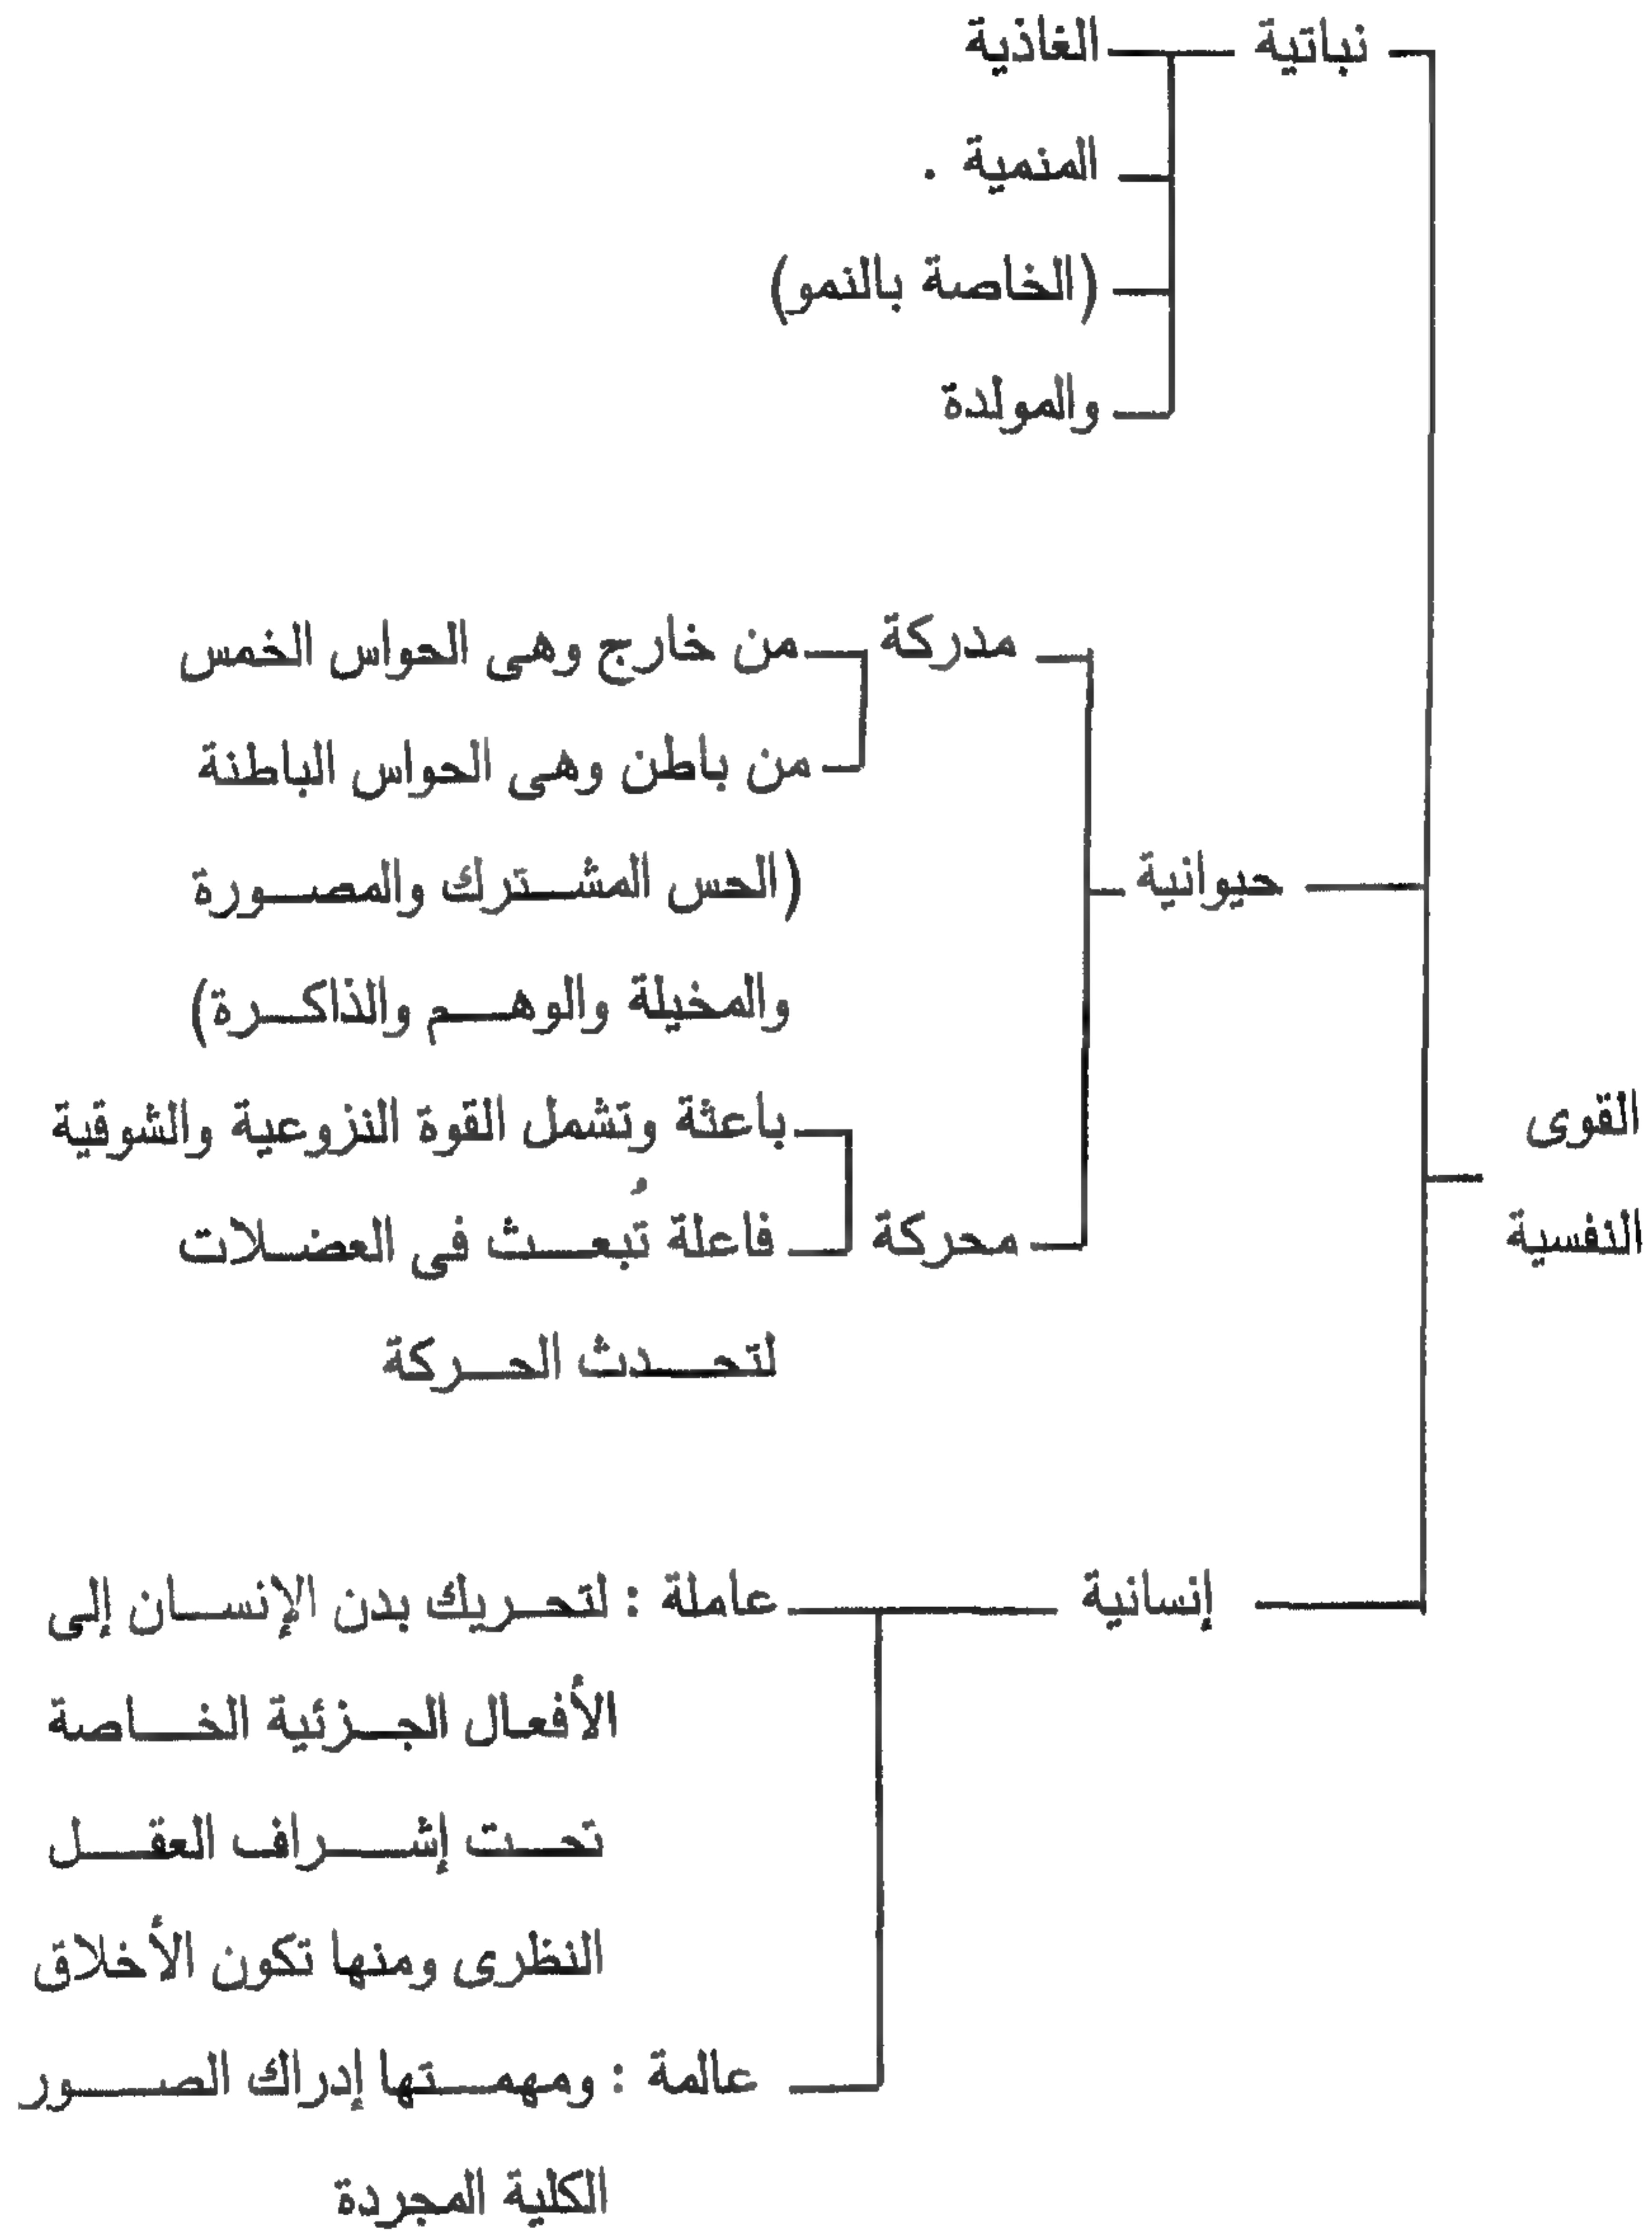 القوى
النفسية
نباتية
الغاذية
المنمية .
(الخاصة بالنمو)
والمولدة
حيوانية
مدركة
من خارج وهى الحواس الخمس
من باطن وهى الحواس الباطنة
(الحس المشترك والمصورة
والمخيلة والوهم والذاكرة)
محركة
باعثة وتشمل القوة النزوعية والشوقية
فاعلة تُبعث فى العضلات
لتحدث الحركة
إنسانية
عاملة : لتحريك بدن الإنسان إلى
الأفعال الجزئية الخاصة
تحت إشراف العقل
النظرى ومنها تكون الأخلاق
عالمة : ومهمتها إدراك الصور
الكلية المجردة